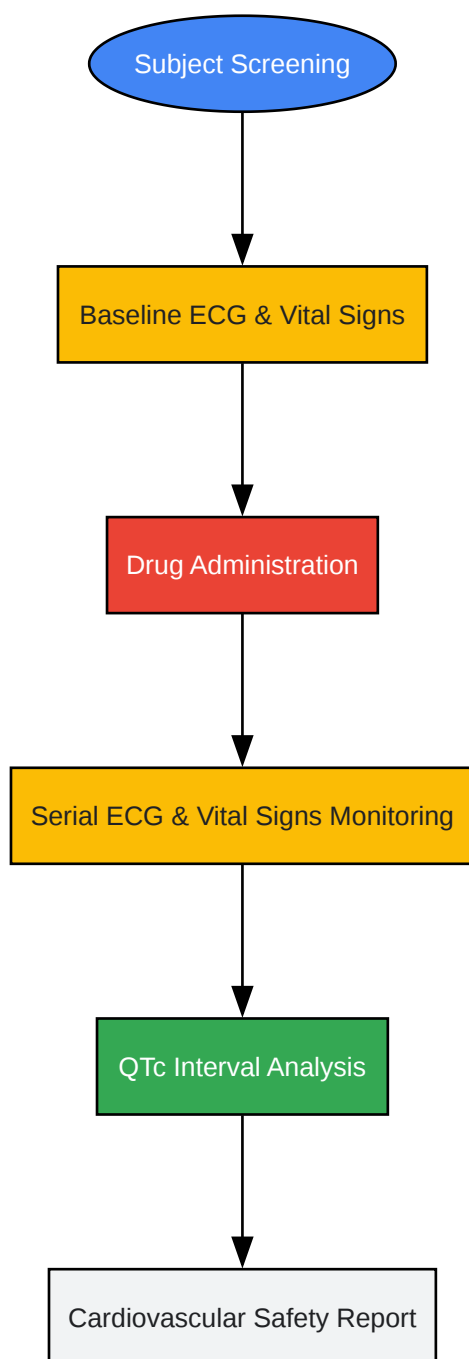 Subject Screening
Baseline ECG & Vital Signs
Drug Administration
Serial ECG & Vital Signs Monitoring
QTc Interval Analysis
Cardiovascular Safety Report